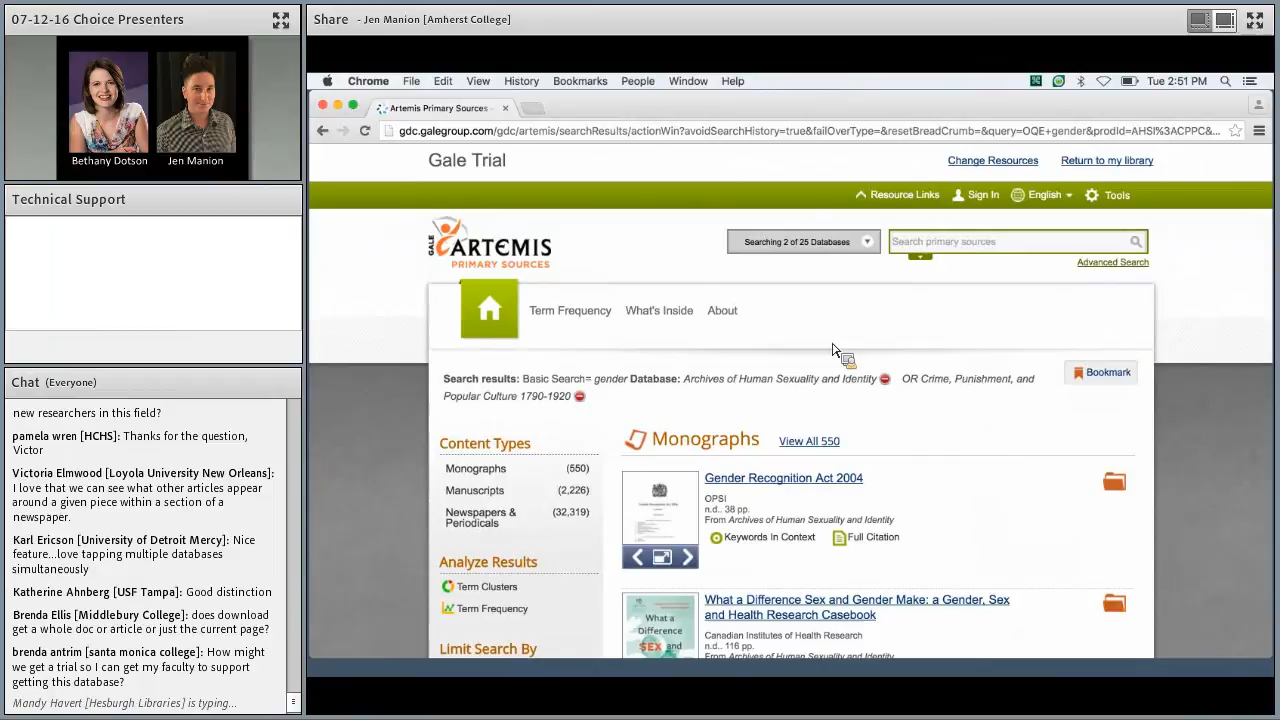 07-12-16 Choice Presenters
Bethany Dotson
Jen Manion
Technical Support
Chat (Everyone)
new researchers in this field?
pamela wren [HCHS]: Thanks for the question,
Victor
Victoria Elmwood [Loyola University New Orleans]:
I love that we can see what other articles appear
around a given piece within a section of a
newspaper.
Karl Ericson [University of Detroit Mercy]: Nice
feature...love tapping multiple databases
simultaneously
Katherine Ahnberg [USF Tampa]: Good distinction
Brenda Ellis [Middlebury College]: does download
get a whole doc or article or just the current page?
brenda antrim [santa monica college]: How might
we get a trial so I can get my faculty to support
getting this database?
Mandy Havert [Hesburgh Libraries] is typing...
Share - Jen Manion [Amherst College]
Chrome File Edit View History Bookmarks People Window Help
Tue 2:51 PM
Artemis Primary Sources
gdc.galegroup.com/gdc/artemis/searchResults/actionWin?avoidSearchHistory=true&failOverType=&resetBreadCrumb=&query=OQE+gender&prodId=AHSI%3ACPPC&...
Gale Trial
Change Resources
Return to my library
Resource Links
Sign In
English
Tools
GALE ARTEMIS
PRIMARY SOURCES
Searching 2 of 25 Databases
Search primary sources
Advanced Search
Term Frequency
What's Inside
About
Search results: Basic Search= gender Database: Archives of Human Sexuality and Identity OR Crime, Punishment, and
Popular Culture 1790-1920
Bookmark
Content Types
Monographs (550)
Manuscripts (2,226)
Newspapers & (32,319)
Periodicals
Analyze Results
Term Clusters
Term Frequency
Limit Search By
Monographs View All 550
Gender Recognition Act 2004
OPSI
n.d.. 38 pp.
From Archives of Human Sexuality and Identity
Keywords In Context
Full Citation
What a
Difference
SEX and
What a Difference Sex and Gender Make: a Gender, Sex
and Health Research Casebook
Canadian Institutes of Health Research
n.d.. 116 pp.
From Archives of Human Sexuality and Identity